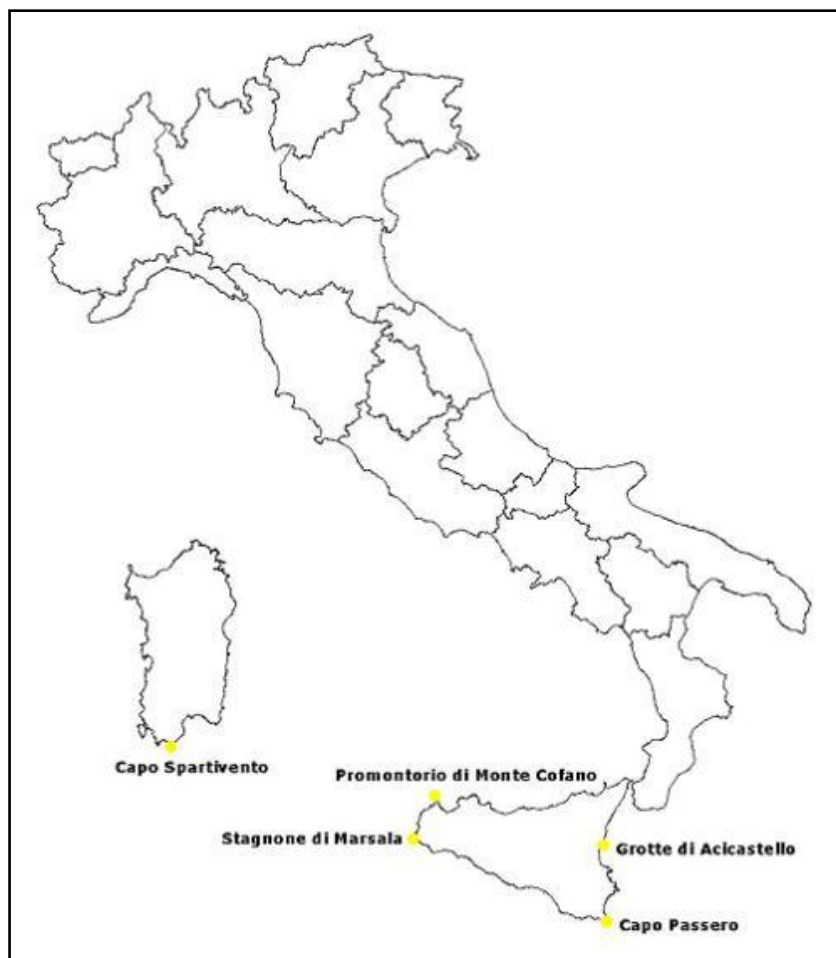 Capo Spartivento
Promontorio di Monte Cofano
Stagnone di Marsala
Grotte di Acicastello
Capo Passero